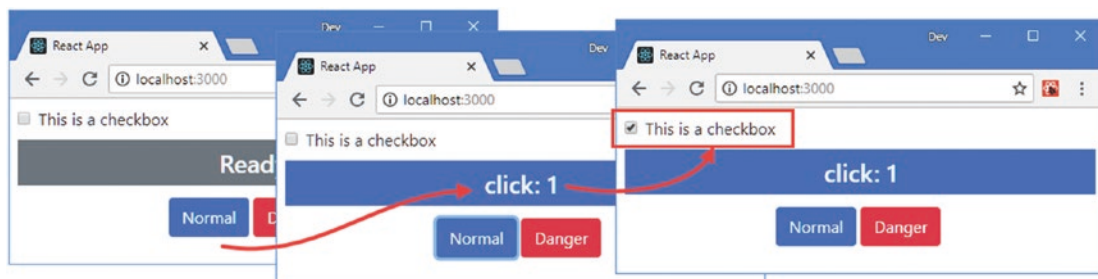 Dev
React App
localhost:3000
This is a checkbox
Read
Normal
D
Dev
React App
localhost:3000
This is a checkbox
click: 1
Normal Danger
Dev
React App
localhost:3000
This is a checkbox
click: 1
Normal Danger